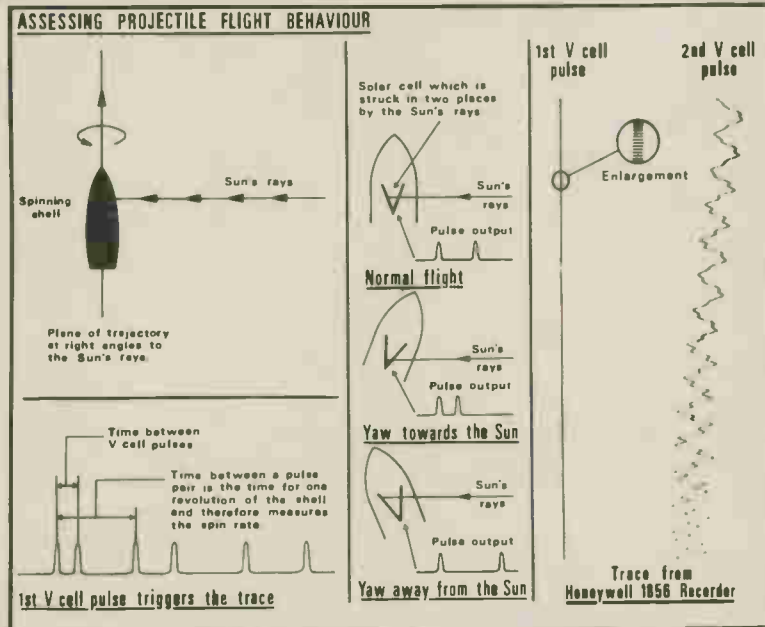 ASSESSING PROJECTILE FLIGHT BEHAVIOUR
Spinning
shell
Sun's rays
Plane of trajectory
at right angles to
the Sun's rays.
Time between
V cell pulses
Time between a pulse
pair is the time for one
revolution of the shell
and therefore measures
the spin rate
1st V cell pulse triggers the trace
Solar cell which is
struck in two places
by the Sun's rays
Sun's
rays
Pulse output
Normal flight
Sun's
rays
Pulse output
Yaw towards the Sun
Sun's
rays
Pulse output
Yaw away from the Sun
1st V cell
pulse
2nd V cell
pulse
Enlargement
Trace from
Honeywell 1856 Recorder